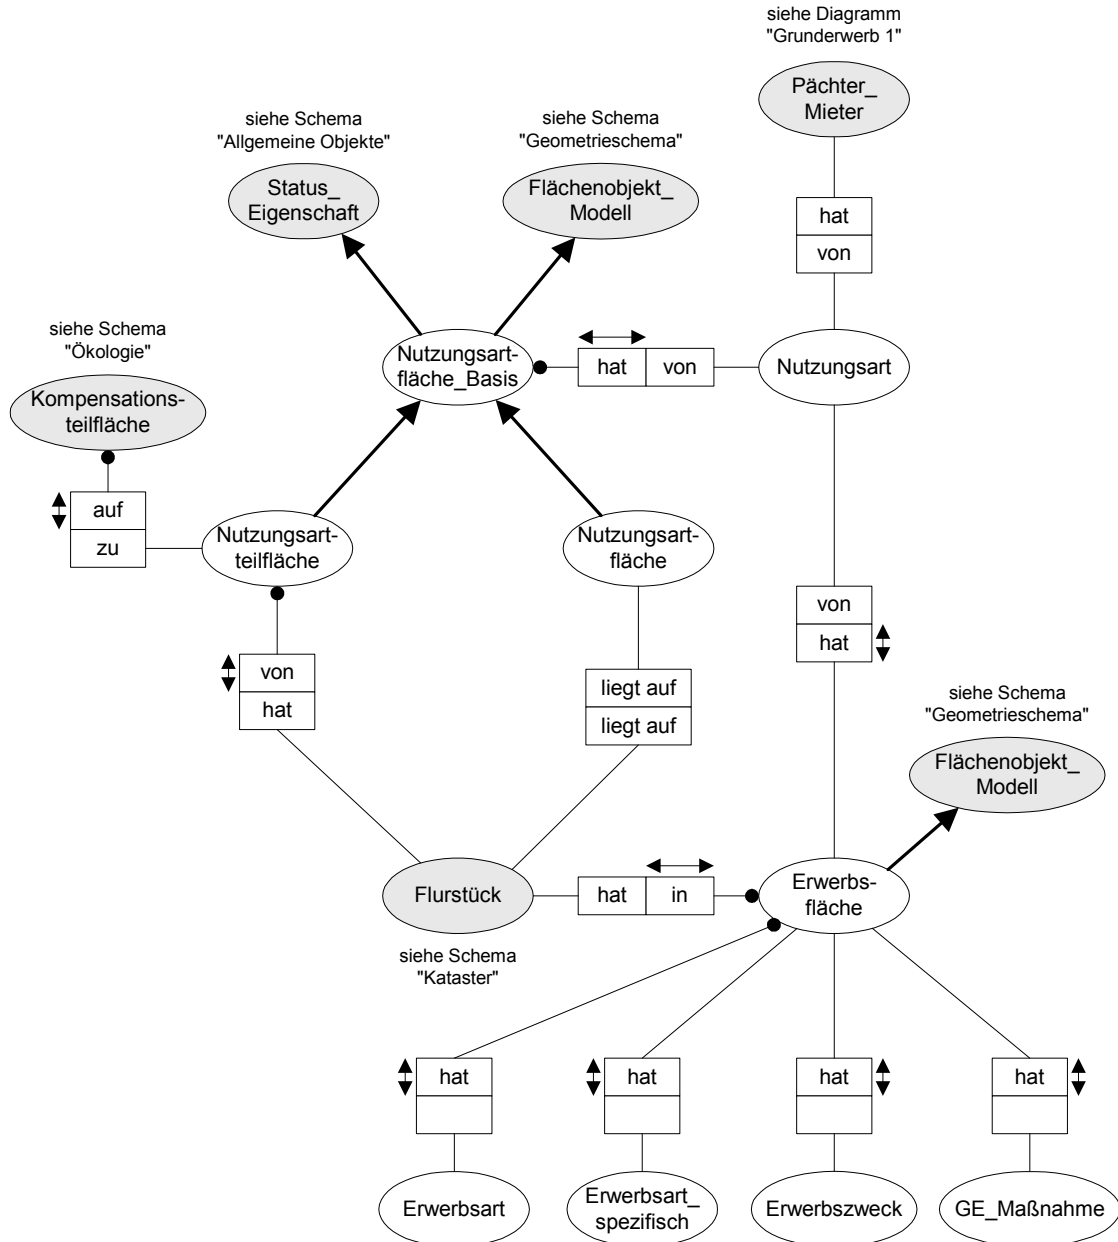 siehe Diagramm
"Grunderwerb 1"
Pächter_
Mieter
siehe Schema
"Allgemeine Objekte"
siehe Schema
"Geometrieschema"
Status_
Eigenschaft
Flächenobjekt_
Modell
hat
von
siehe Schema
"Ökologie"
Nutzungsart-
fläche_Basis
hat
von
Nutzungsart
Kompensations-
teilfläche
auf
zu
Nutzungsart-
teilfläche
Nutzungsart-
fläche
von
hat
von
hat
liegt auf
liegt auf
siehe Schema
"Geometrieschema"
Flächenobjekt_
Modell
Flurstück
hat
in
Erwerbs-
fläche
siehe Schema
"Kataster"
hat
hat
hat
hat
Erwerbsart
Erwerbsart_
spezifisch
Erwerbszweck
GE_Maßnahme